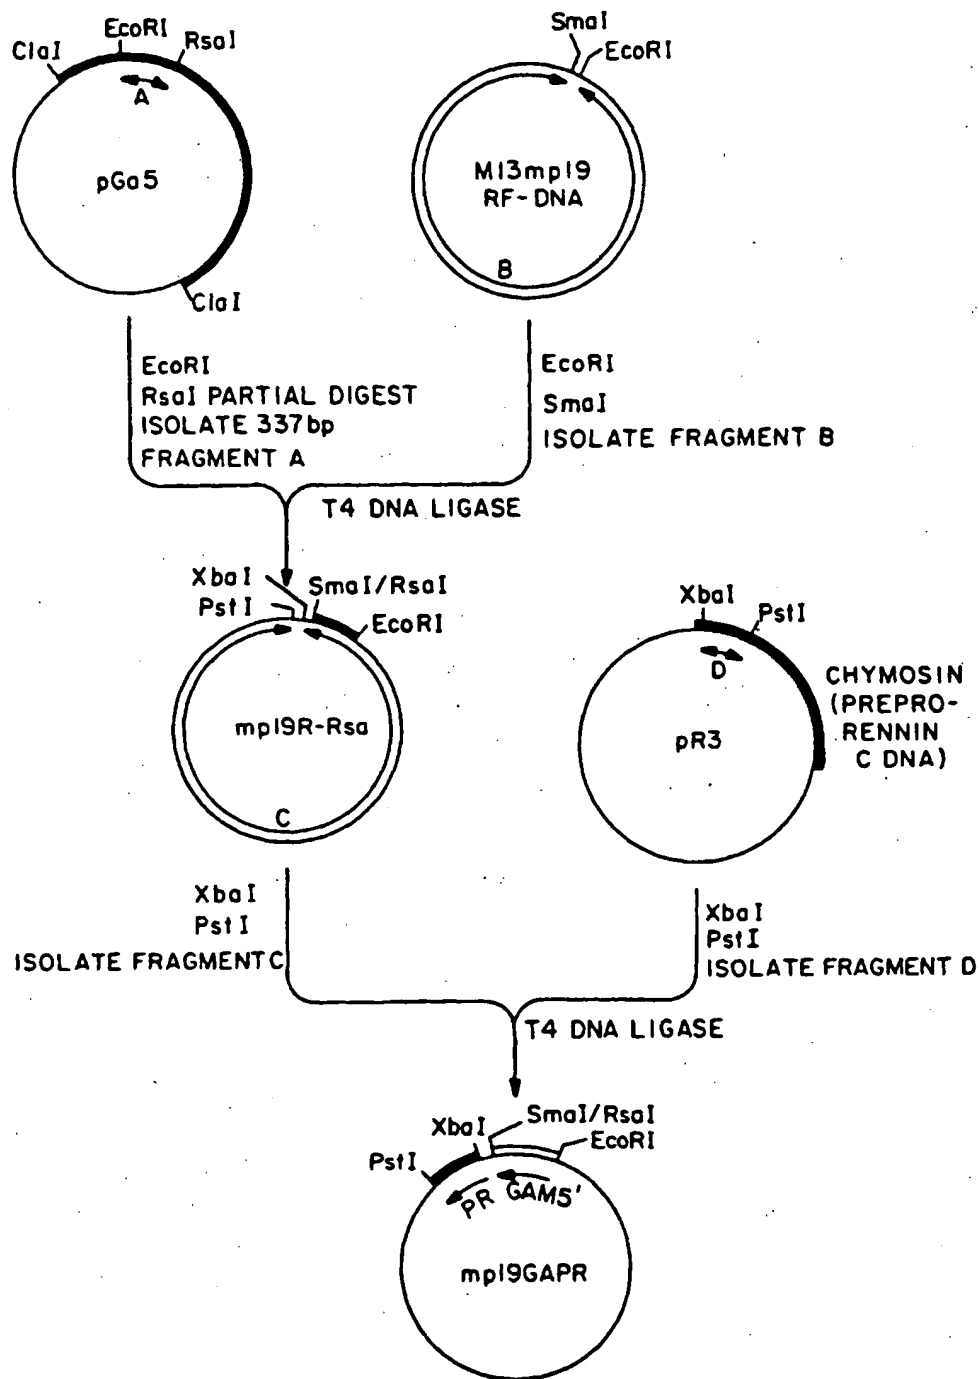 ClaI
EcoRI
RsaI
A
pGa5
ClaI
SmaI
EcoRI
M13mp19
RF-DNA
B
EcoRI
RsaI PARTIAL DIGEST
ISOLATE 337bp
FRAGMENT A
EcoRI
SmaI
ISOLATE FRAGMENT B
T4 DNA LIGASE
XbaI
SmaI/RsaI
PstI
EcoRI
mp19R-Rsa
C
XbaI
PstI
D
pR3
CHYMOSIN
(PREPRO-
RENNIN
C DNA)
XbaI
PstI
ISOLATE FRAGMENT C
XbaI
PstI
ISOLATE FRAGMENT D
T4 DNA LIGASE
SmaI/RsaI
XbaI
EcoRI
PstI
PR GAM5'
mp19GAPR